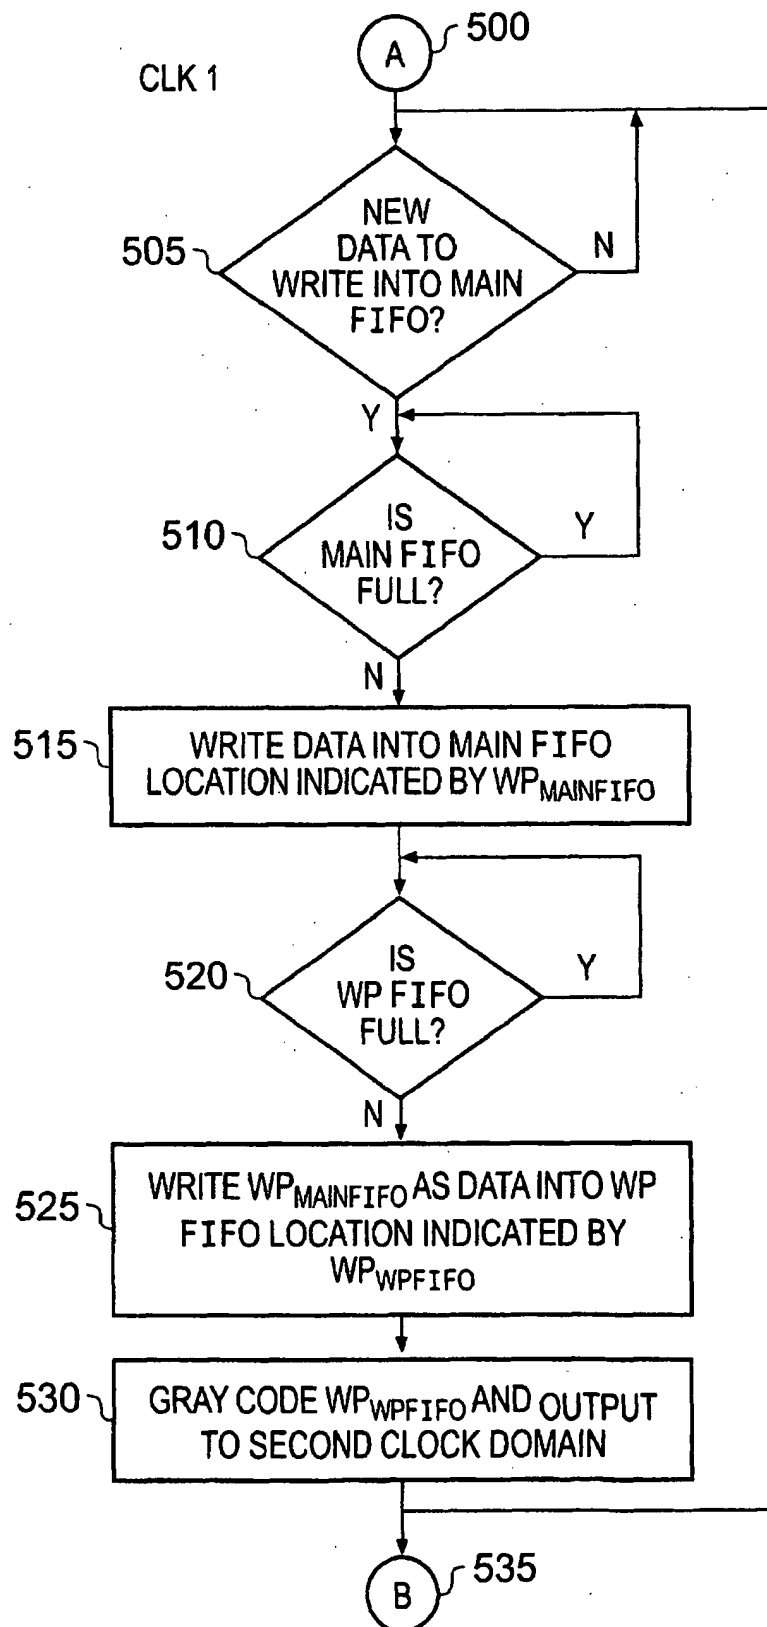 500
A
CLK 1
NEW
DATA TO
505
WRITE INTO MAIN
N
FIFO?
Y
IS
510
MAIN FIFO
Y
FULL?
N
515
WRITE DATA INTO MAIN FIFO
LOCATION INDICATED BY WPMAINFIFO
IS
520
WP FIFO
Y
FULL?
N
WRITE WPMAINFIFO AS DATA INTO WP
525
FIFO LOCATION INDICATED BY
WPWPFIFO
530
GRAY CODE WPWPFIFO AND OUTPUT
TO SECOND CLOCK DOMAIN
535
B